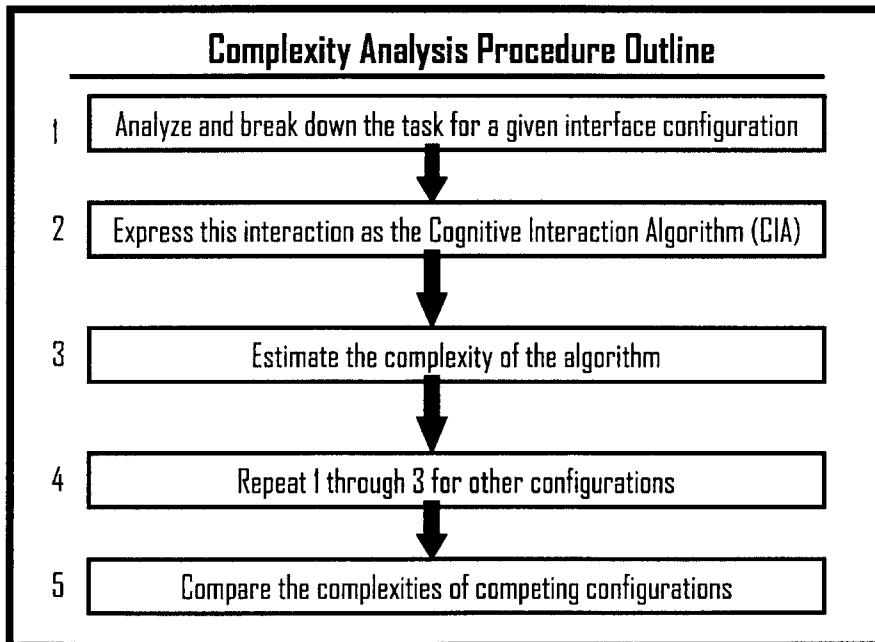 Complexity Analysis Procedure Outline
1 Analyze and break down the task for a given interface configuration
2 Express this interaction as the Cognitive Interaction Algorithm (CIA)
3 Estimate the complexity of the algorithm
4 Repeat 1 through 3 for other configurations
5 Compare the complexities of competing configurations